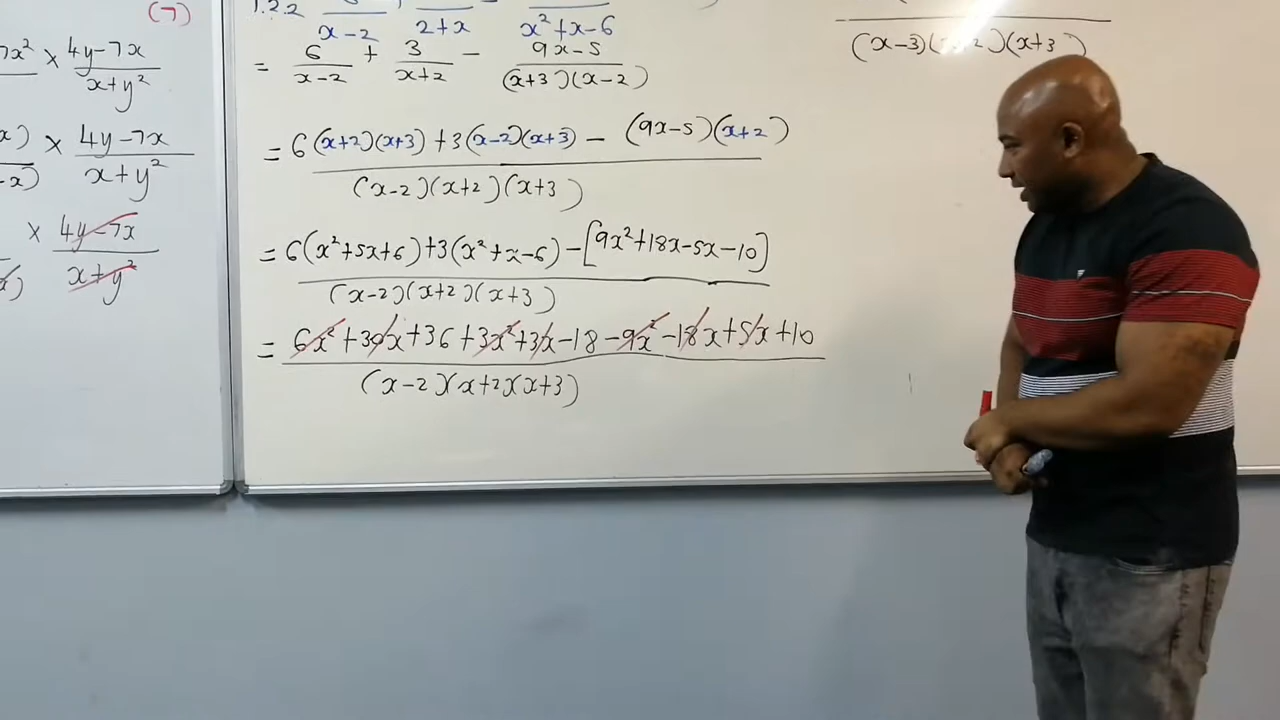 (7)
7x² × 4y-7x
x+y²
x) × 4y-7x
-x) x+y²
× 4y-7x
x+y²
1.2.2
x-2 2+x x²+x-6
= 6/(x-2) + 3/(x+2) - (9x-5)/((x+3)(x-2))
= 6(x+2)(x+3)+3(x-2)(x+3) - (9x-5)(x+2)
(x-2)(x+2)(x+3)
= 6(x²+5x+6)+3(x²+x-6)-[9x²+18x-5x-10]
(x-2)(x+2)(x+3)
= 6x²+30x+36+3x²+3x-18-9x²-18x+5x+10
(x-2)(x+2)(x+3)
(x-3)( 2)(x+3)